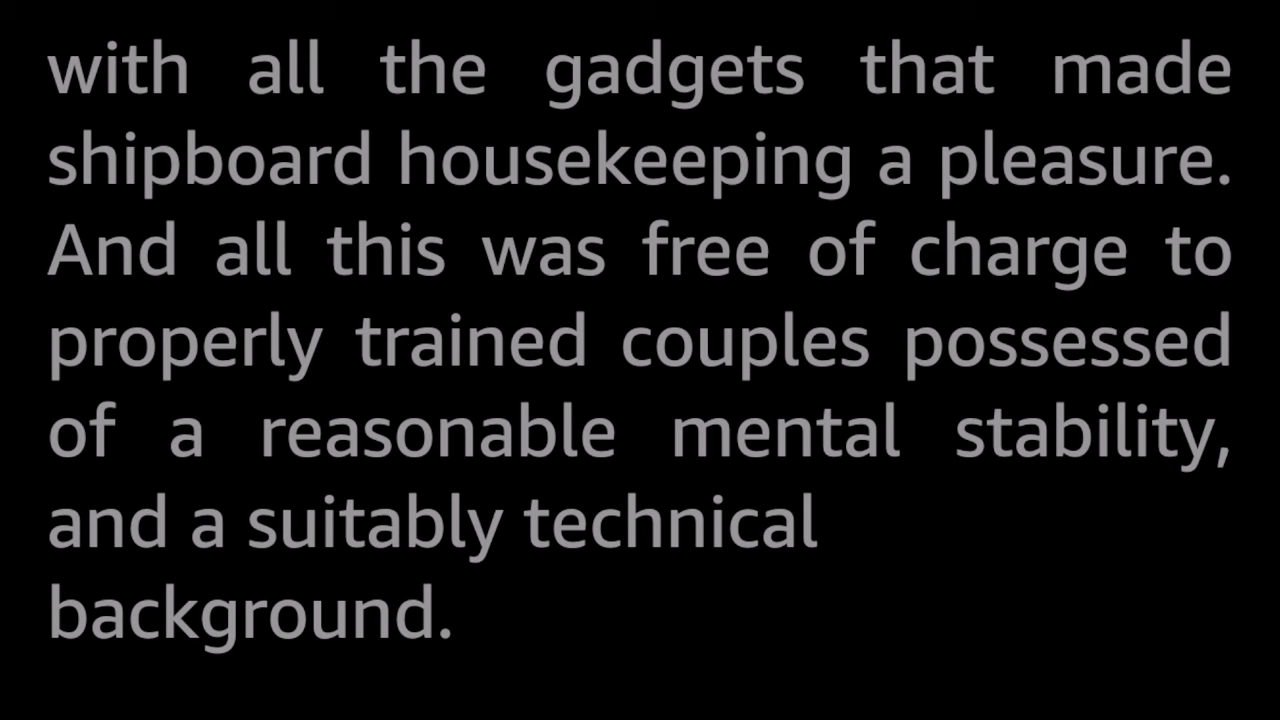 with all the gadgets that made
shipboard housekeeping a pleasure.
And all this was free of charge to
properly trained couples possessed
of a reasonable mental stability,
and a suitably technical
background.